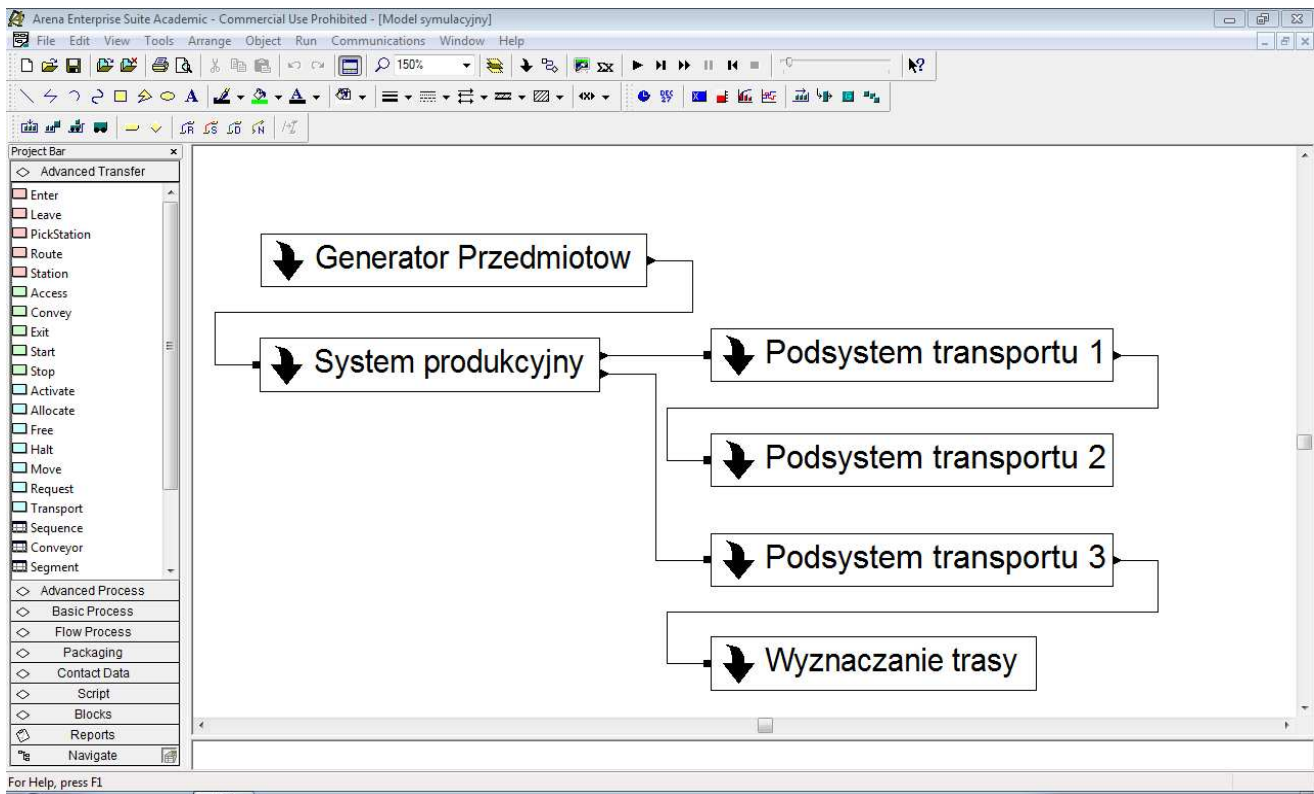 Arena Enterprise Suite Academic - Commercial Use Prohibited - [Model symulacyjny]
File Edit View Tools Arrange Object Run Communications Window Help
150%
Project Bar
Advanced Transfer
Enter
Leave
PickStation
Route
Station
Access
Convey
Exit
Start
Stop
Activate
Allocate
Free
Halt
Move
Request
Transport
Sequence
Conveyor
Segment
Advanced Process
Basic Process
Flow Process
Packaging
Contact Data
Script
Blocks
Reports
Navigate
Generator Przedmiotow
System produkcyjny
Podsystem transportu 1
Podsystem transportu 2
Podsystem transportu 3
Wyznaczanie trasy
For Help, press F1